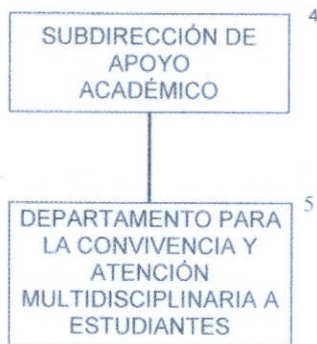 4
SUBDIRECCIÓN DE
APOYO
ACADÉMICO
5
DEPARTAMENTO PARA
LA CONVIVENCIA Y
ATENCIÓN
MULTIDISCIPLINARIA A
ESTUDIANTES